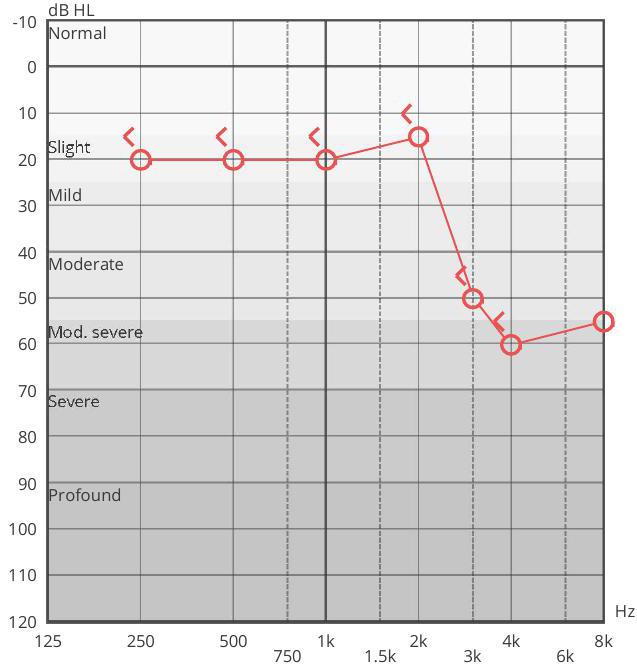 dB HL
-10
Normal
0
10
Slight
20
Mild
30
40
Moderate
50
Mod. severe
60
70
Severe
80
90
Profound
100
110
120
Hz
125 250 500 1k 2k 4k 8k
750 1.5k 3k 6k